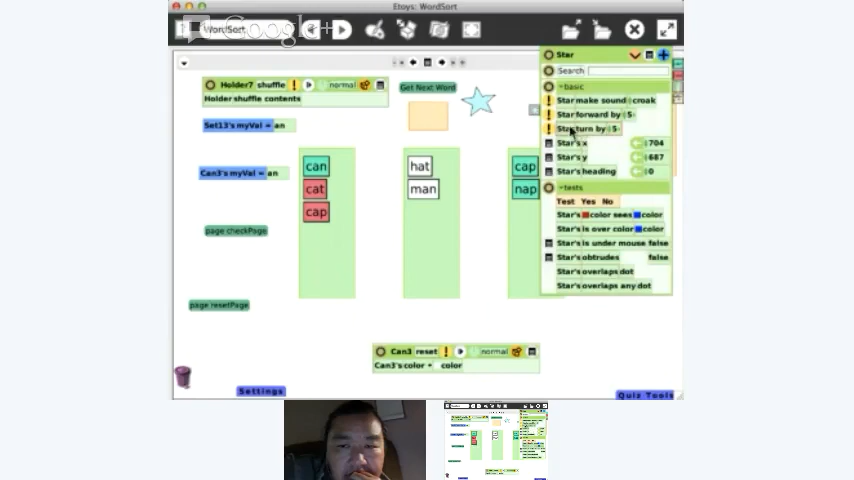 Etoys: WordSort
WordSort
Google+
Star
Search
~basic
Star make sound croak
Star forward by 5
Star turn by 5
Star's x 704
Star's y 687
Star's heading 0
~tests
Test Yes No
Star's color sees color
Star's is over color color
Star's is under mouse false
Star's obtrudes false
Star's overlaps dot
Star's overlaps any dot
Holder7 shuffle ! normal
Holder shuffle contents
Get Next Word
Set13's myVal = an
Can3's myVal = an
can
cat
cap
hat
man
cap
nap
page checkPage
page resetPage
Can3 reset ! normal
Can3's color color
Settings
Quiz Tools